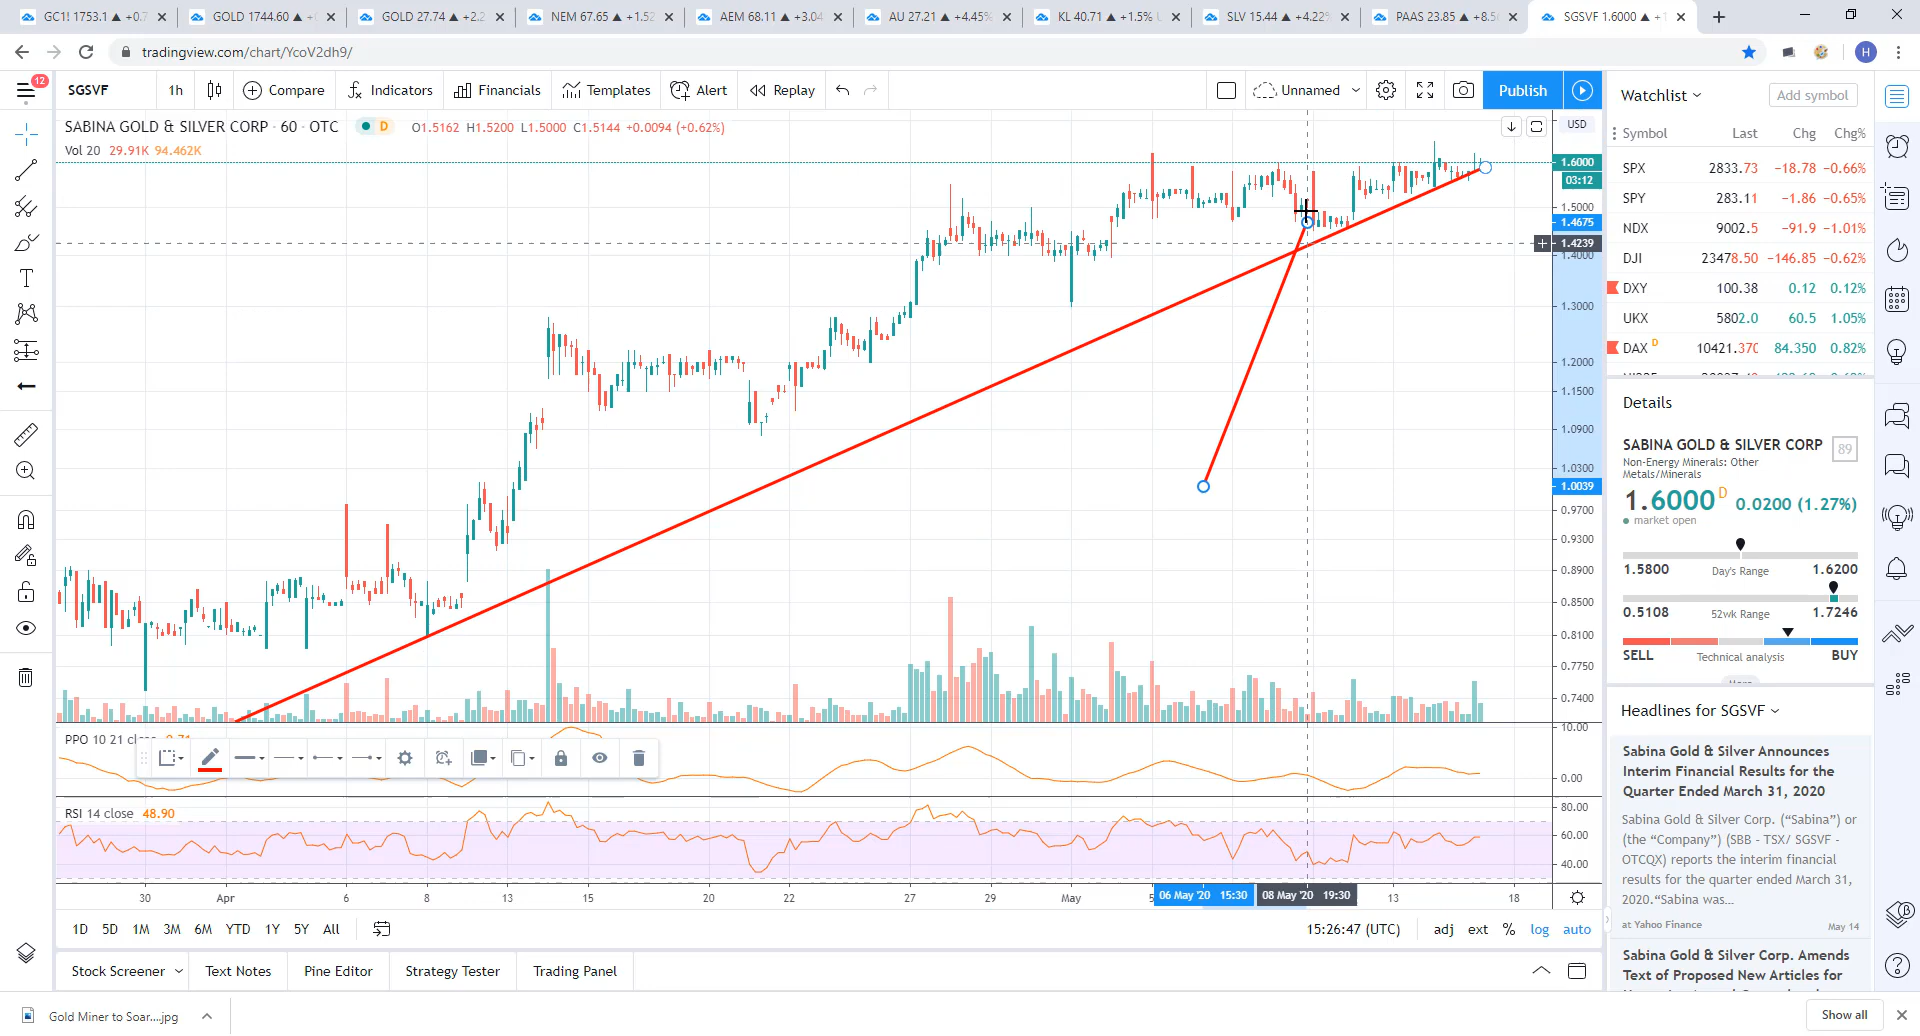 GC1! 1753.1 ▲ +0.7
GOLD 1744.60 ▲
GOLD 27.74 ▲ +2.2
NEM 67.65 ▲ +1.52
AEM 68.11 ▲ +3.04
AU 27.21 ▲ +4.45%
KL 40.71 ▲ +1.5%
SLV 15.44 ▲ +4.22%
PAAS 23.85 ▲ +8.5
SGSVF 1.6000 ▲
tradingview.com/chart/YcoV2dh9/
H
12
SGSVF
1h
Compare
Indicators
Financials
Templates
Alert
Replay
Unnamed
Publish
SABINA GOLD & SILVER CORP · 60 · OTC
D
O1.5162 H1.5200 L1.5000 C1.5144 +0.0094 (+0.62%)
Vol 20 29.91K 94.462K
USD
1.6000
03:12
1.5000
1.4675
1.4239
1.4000
1.3000
1.2000
1.1500
1.0900
1.0300
1.0039
0.9700
0.9300
0.8900
0.8500
0.8100
0.7750
0.7400
PPO 10 21
10.00
0.00
RSI 14 close 48.90
80.00
60.00
40.00
30 Apr 6 8 13 15 20 22 27 29 May 06 May '20 15:30 08 May '20 19:30 13 18
1D 5D 1M 3M 6M YTD 1Y 5Y All
15:26:47 (UTC) adj ext % log auto
Stock Screener
Text Notes
Pine Editor
Strategy Tester
Trading Panel
Watchlist
Add symbol
Symbol Last Chg Chg%
SPX 2833.73 −18.78 −0.66%
SPY 283.11 −1.86 −0.65%
NDX 9002.5 −91.9 −1.01%
DJI 23478.50 −146.85 −0.62%
DXY 100.38 0.12 0.12%
UKX 5802.0 60.5 1.05%
DAX D 10421.370 84.350 0.82%
Details
SABINA GOLD & SILVER CORP
89
Non-Energy Minerals: Other
Metals/Minerals
1.6000 D 0.0200 (1.27%)
market open
1.5800 Day's Range 1.6200
0.5108 52wk Range 1.7246
SELL Technical analysis BUY
Headlines for SGSVF
Sabina Gold & Silver Announces
Interim Financial Results for the
Quarter Ended March 31, 2020
Sabina Gold & Silver Corp. (“Sabina”) or
(the “Company”) (SBB - TSX/ SGSVF -
OTCQX) reports the interim financial
results for the quarter ended March 31,
2020.“Sabina was...
at Yahoo Finance May 14
Sabina Gold & Silver Corp. Amends
Text of Proposed New Articles for
Gold Miner to Soar....jpg
Show all